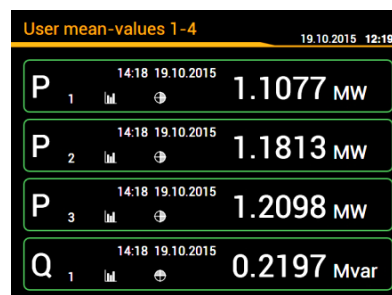 User mean-values 1-4
19.10.2015 12:19
14:18 19.10.2015
P 1 1.1077 MW
14:18 19.10.2015
P 2 1.1813 MW
14:18 19.10.2015
P 3 1.2098 MW
14:18 19.10.2015
Q 1 0.2197 Mvar